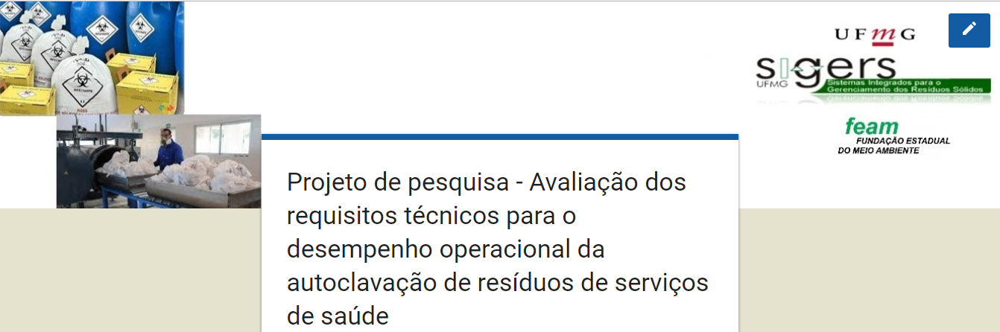 INFECTANTE
UFmG
sigers
UFMG
Sistemas Integrados para o
Gerenciamento dos Resíduos Sólidos
feam
FUNDAÇÃO ESTADUAL
DO MEIO AMBIENTE
Projeto de pesquisa - Avaliação dos
requisitos técnicos para o
desempenho operacional da
autoclavação de resíduos de serviços
de saúde